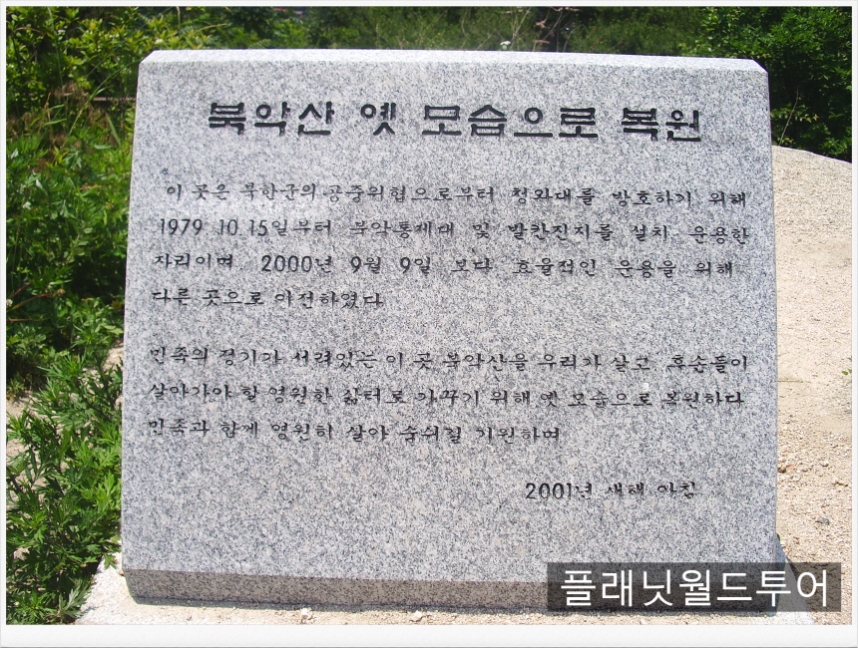 북악산 옛 모습으로 복원
이 곳은 북한군의 공중위협으로부터 청와대를 방호하기 위해
1979 10.15일부터 북악통제대 및 발칸진지를 설치 운용한
자리이며 2000년 9월 9일 보다 효율적인 운용을 위해
다른 곳으로 이전하였다
민족의 정기가 서려있는 이 곳 북악산을 우리가 살고 후손들이
살아가야 할 영원한 삶터로 가꾸기 위해 옛 모습으로 복원하다
민족과 함께 영원히 살아 숨쉬길 기원하며
2001년 새해 아침
플래닛월드투어